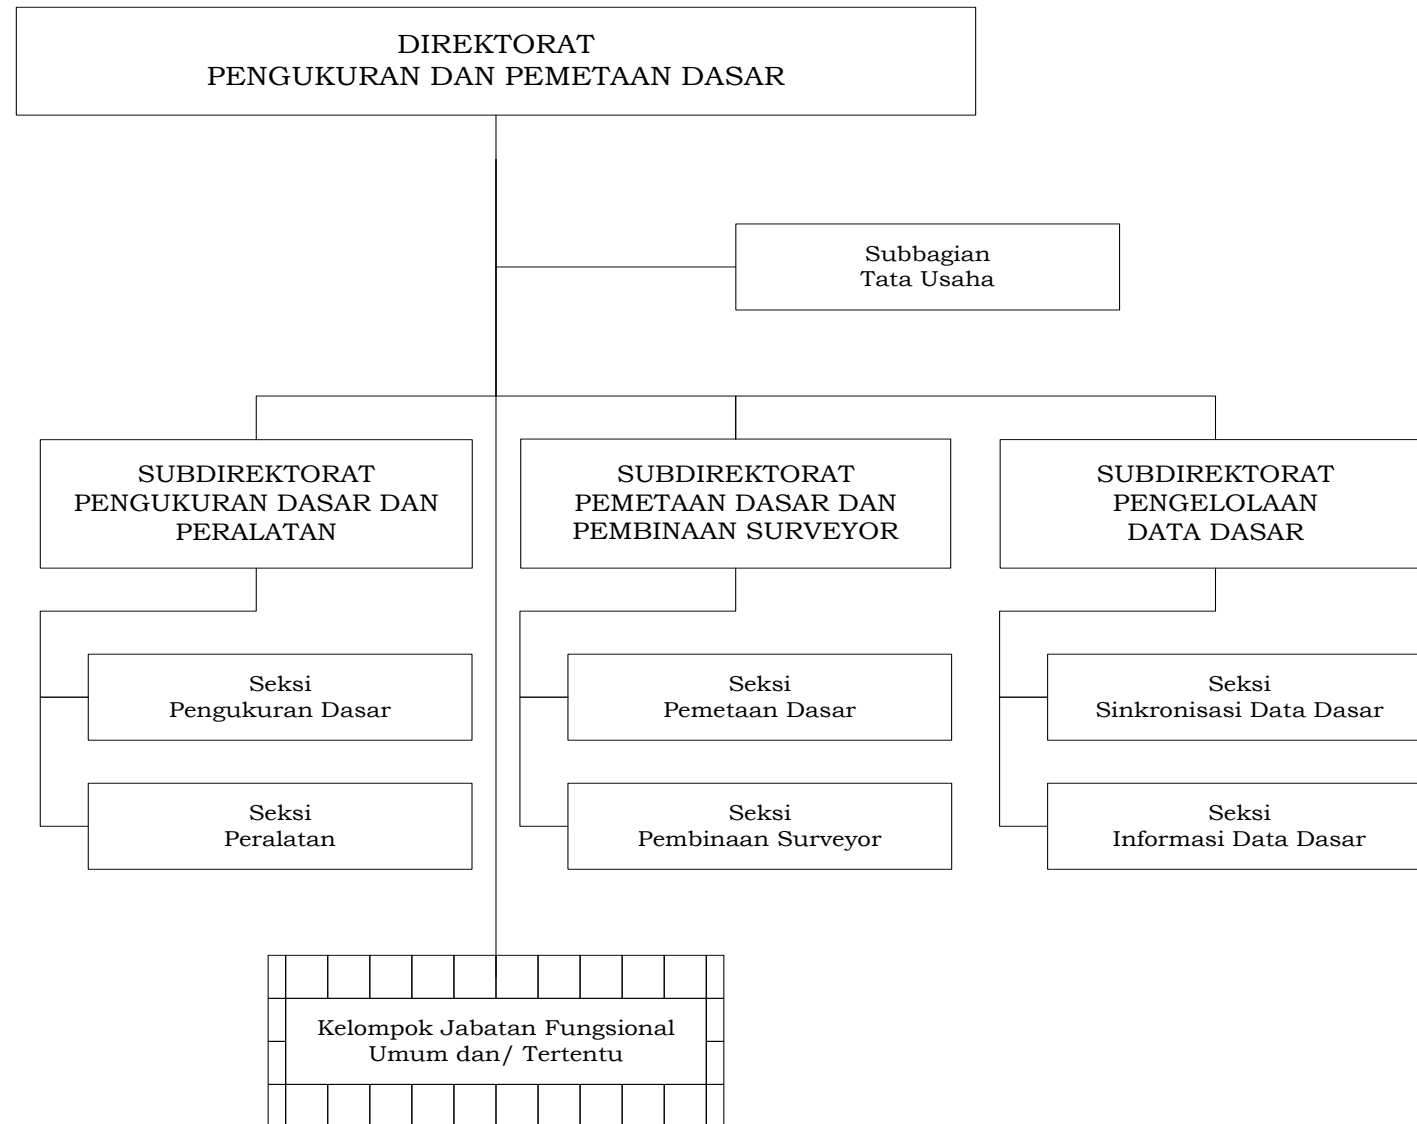 DIREKTORAT
PENGUKURAN DAN PEMETAAN DASAR
Subbagian
Tata Usaha
SUBDIREKTORAT
PENGUKURAN DASAR DAN
PERALATAN
SUBDIREKTORAT
PEMETAAN DASAR DAN
PEMBINAAN SURVEYOR
SUBDIREKTORAT
PENGELOLAAN
DATA DASAR
Seksi
Pengukuran Dasar
Seksi
Pemetaan Dasar
Seksi
Sinkronisasi Data Dasar
Seksi
Peralatan
Seksi
Pembinaan Surveyor
Seksi
Informasi Data Dasar
Kelompok Jabatan Fungsional
Umum dan/ Tertentu